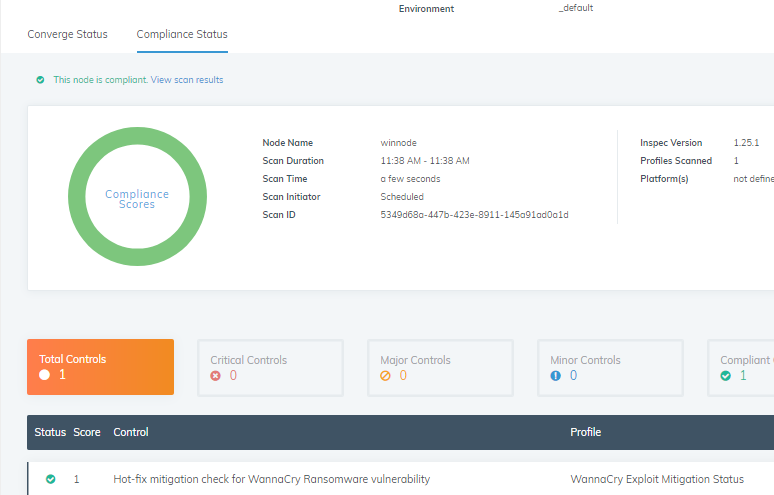 Environment _default
Converge Status Compliance Status
This node is compliant. View scan results
Compliance
Scores
Node Name winnode
Scan Duration 11:38 AM - 11:38 AM
Scan Time a few seconds
Scan Initiator Scheduled
Scan ID 5349d68a-447b-423e-8911-145a91ad0a1d
Inspec Version 1.25.1
Profiles Scanned 1
Platform(s) not define
Total Controls
1
Critical Controls
0
Major Controls
0
Minor Controls
0
Compliant
1
Status Score Control Profile
1 Hot-fix mitigation check for WannaCry Ransomware vulnerability WannaCry Exploit Mitigation Status